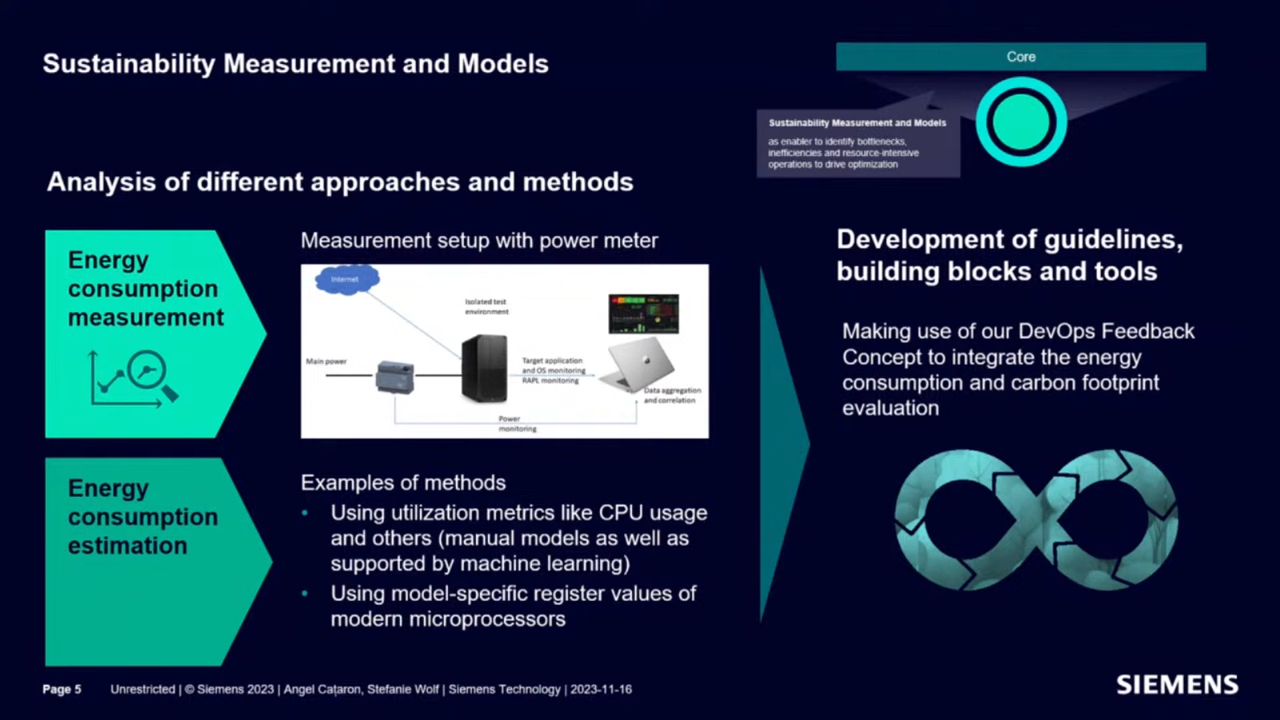 Sustainability Measurement and Models
Core
Sustainability Measurement and Models
as enabler to identify bottlenecks,
inefficiencies and resource-intensive
operations to drive optimization
Analysis of different approaches and methods
Energy
consumption
measurement
Measurement setup with power meter
Internet
Isolated test
environment
Main power
Target application
and OS monitoring
RAPL monitoring
Data aggregation
and correlation
Power
monitoring
Energy
consumption
estimation
Examples of methods
• Using utilization metrics like CPU usage
and others (manual models as well as
supported by machine learning)
• Using model-specific register values of
modern microprocessors
Development of guidelines,
building blocks and tools
Making use of our DevOps Feedback
Concept to integrate the energy
consumption and carbon footprint
evaluation
Page 5 Unrestricted | © Siemens 2023 | Angel Cațaron, Stefanie Wolf | Siemens Technology | 2023-11-16
SIEMENS